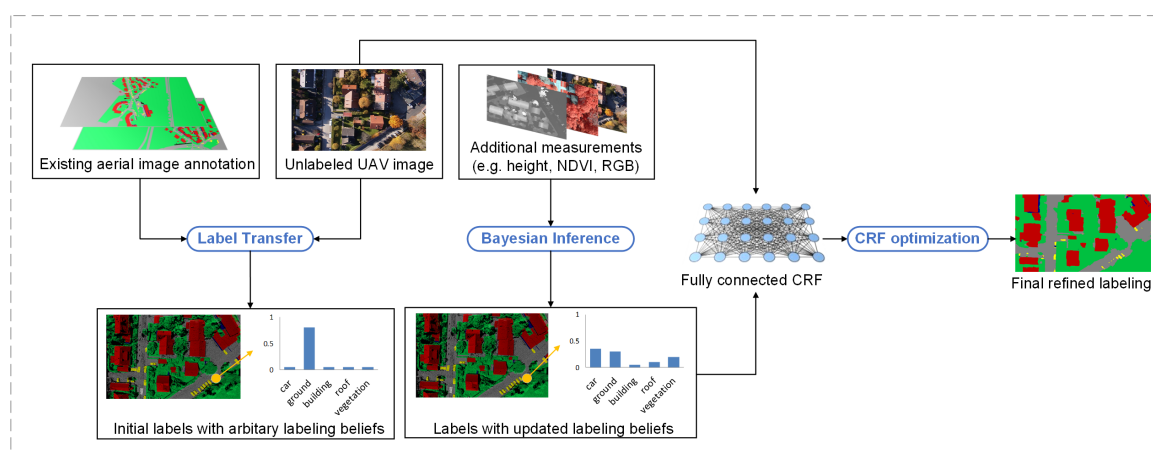 Existing aerial image annotation
Unlabeled UAV image
Additional measurements
(e.g. height, NDVI, RGB)
Label Transfer
Bayesian Inference
Fully connected CRF
CRF optimization
Final refined labeling
1
0.5
0
car
ground
building
roof
vegetation
Initial labels with arbitary labeling beliefs
1
0.5
0
car
ground
building
roof
vegetation
Labels with updated labeling beliefs